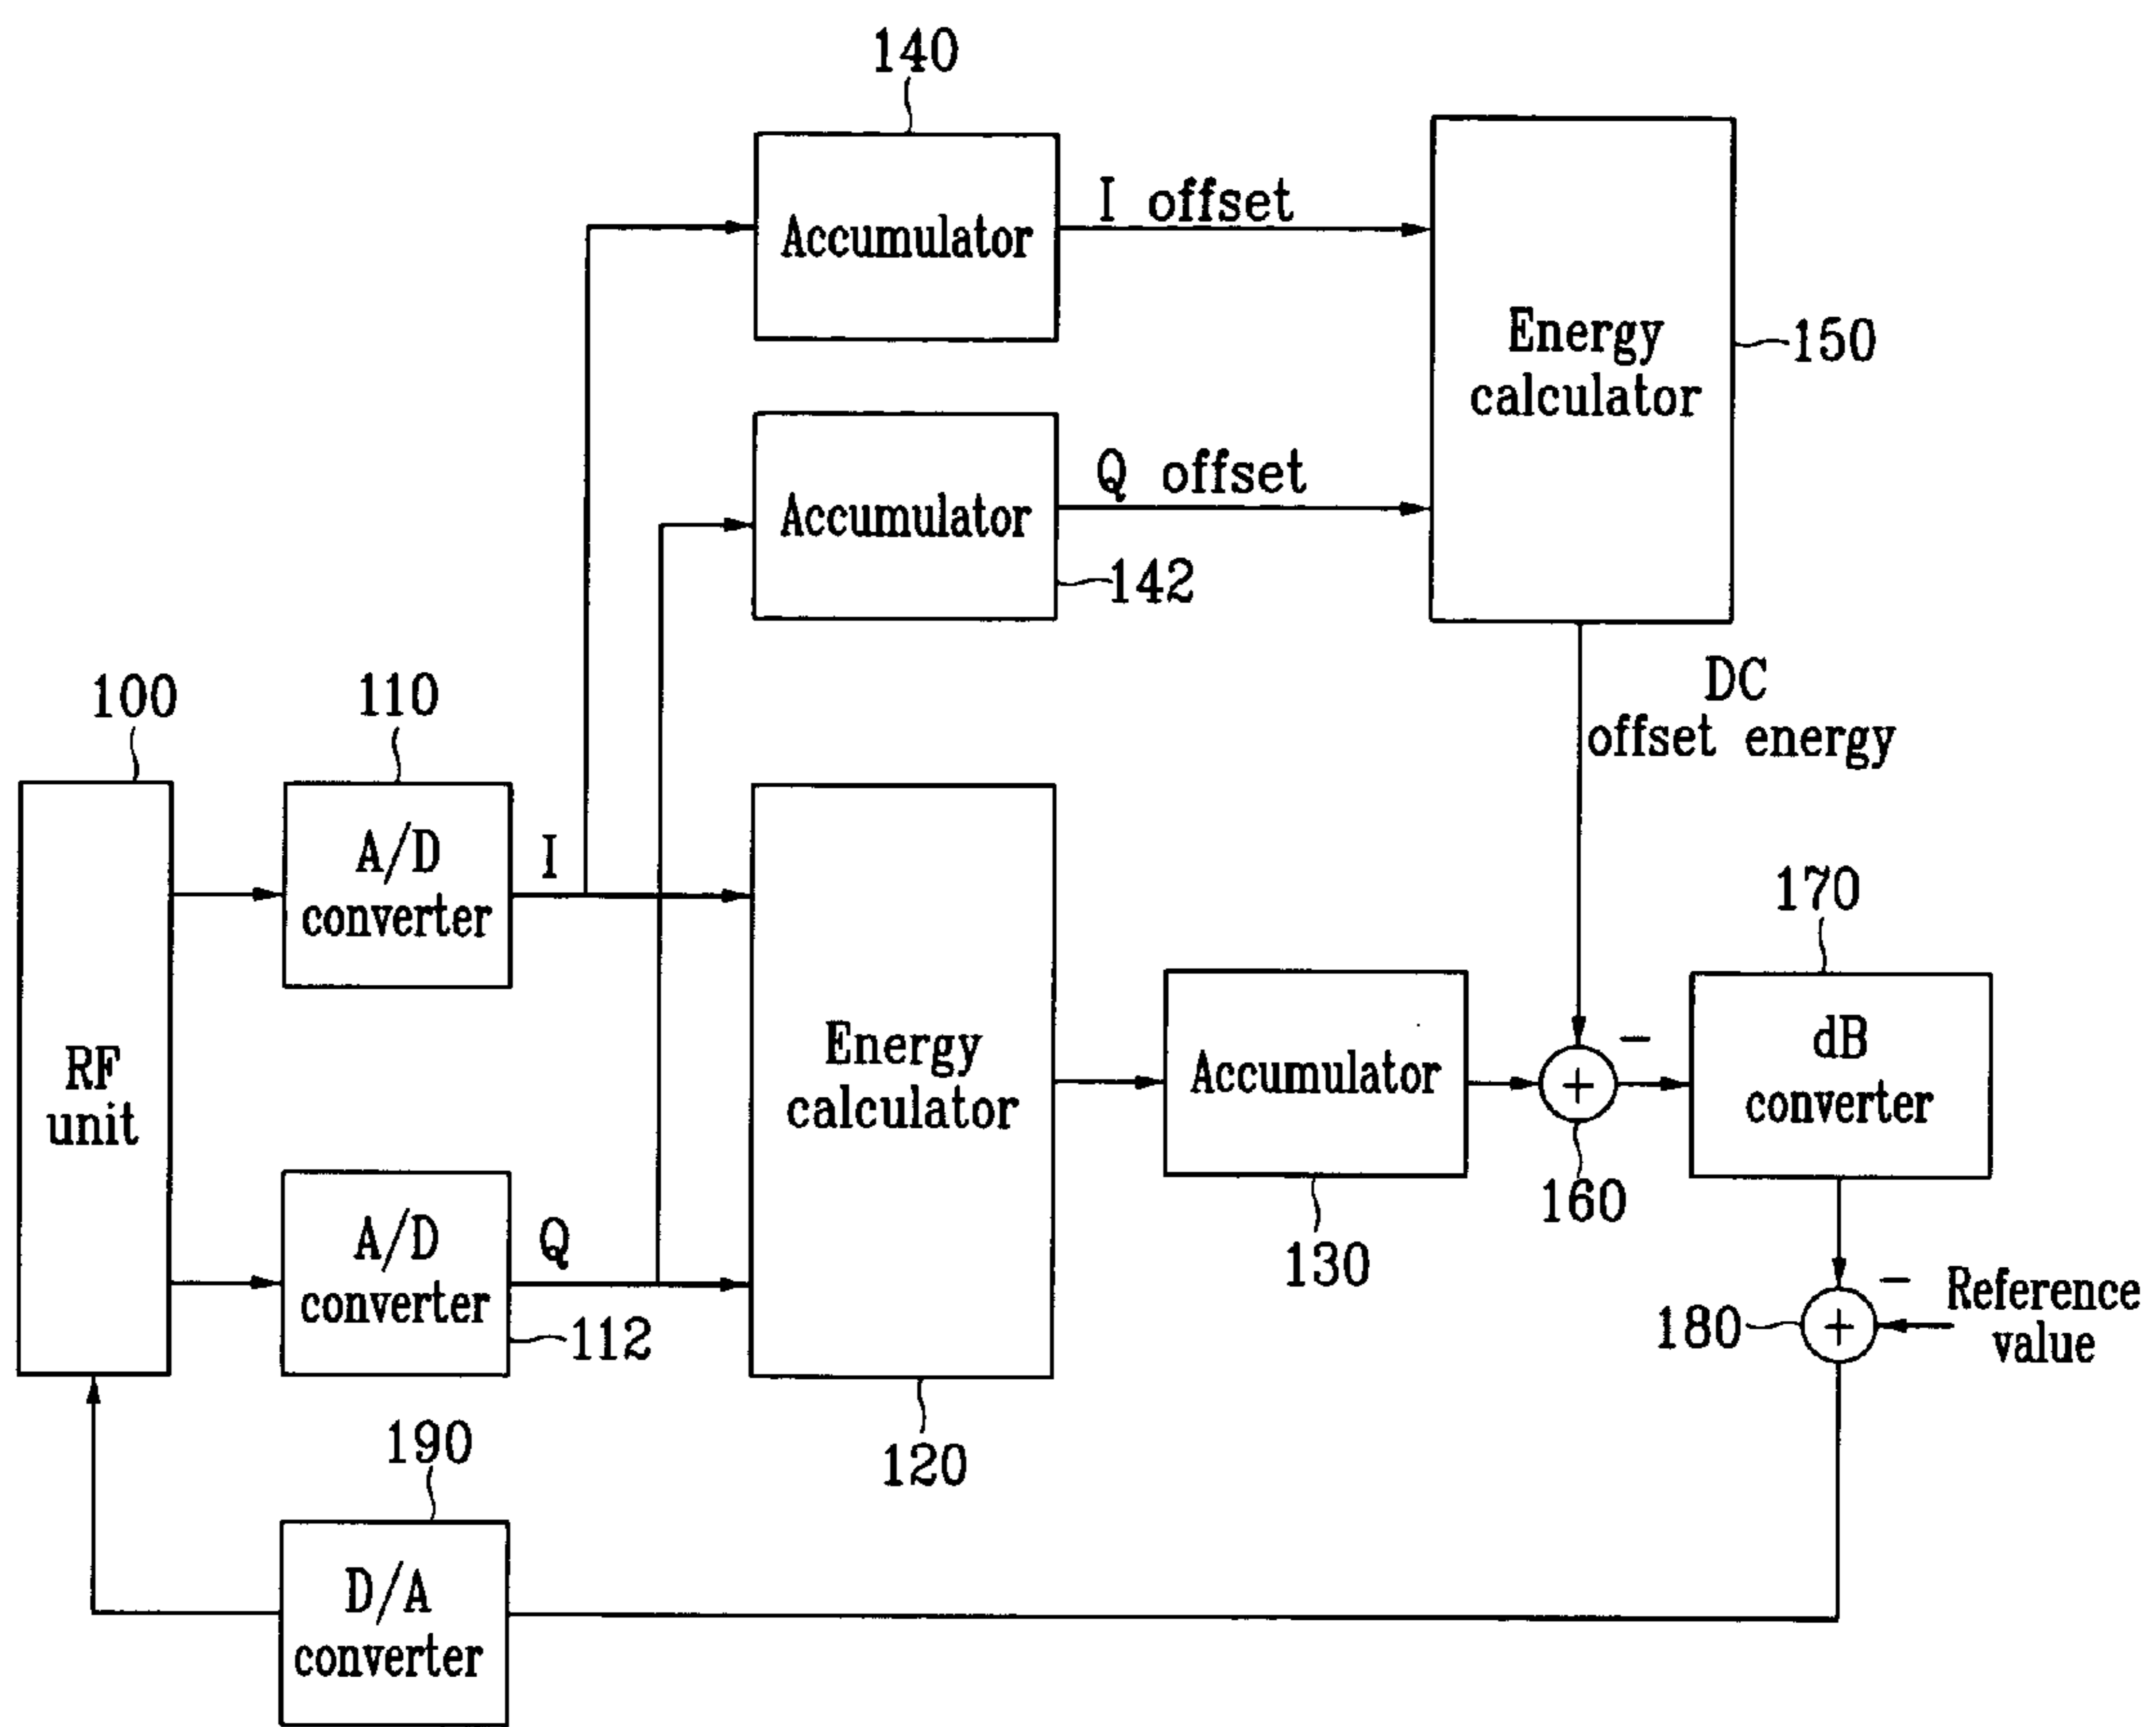 140
Accumulator
I offset
Energy
calculator
150
Accumulator
Q offset
142
DC
offset energy
100
110
RF
unit
A/D
converter
I
A/D
converter
Q
112
Energy
calculator
120
Accumulator
130
+
−
160
170
dB
converter
180
+
−
Reference
value
190
D/A
converter